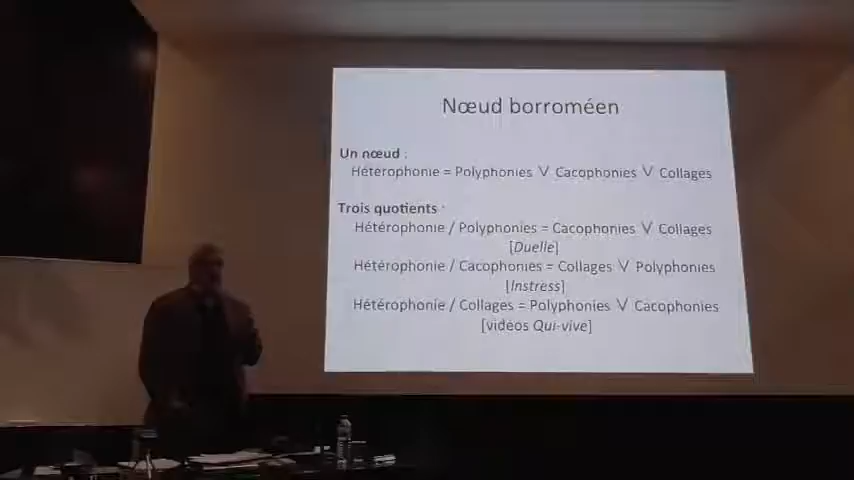 Nœud borroméen
Un nœud :
Hétérophonie = Polyphonies ∨ Cacophonies ∨ Collages
Trois quotients :
Hétérophonie / Polyphonies = Cacophonies ∨ Collages
[Duelle]
Hétérophonie / Cacophonies = Collages ∨ Polyphonies
[Instress]
Hétérophonie / Collages = Polyphonies ∨ Cacophonies
[vidéos Qui-vive]